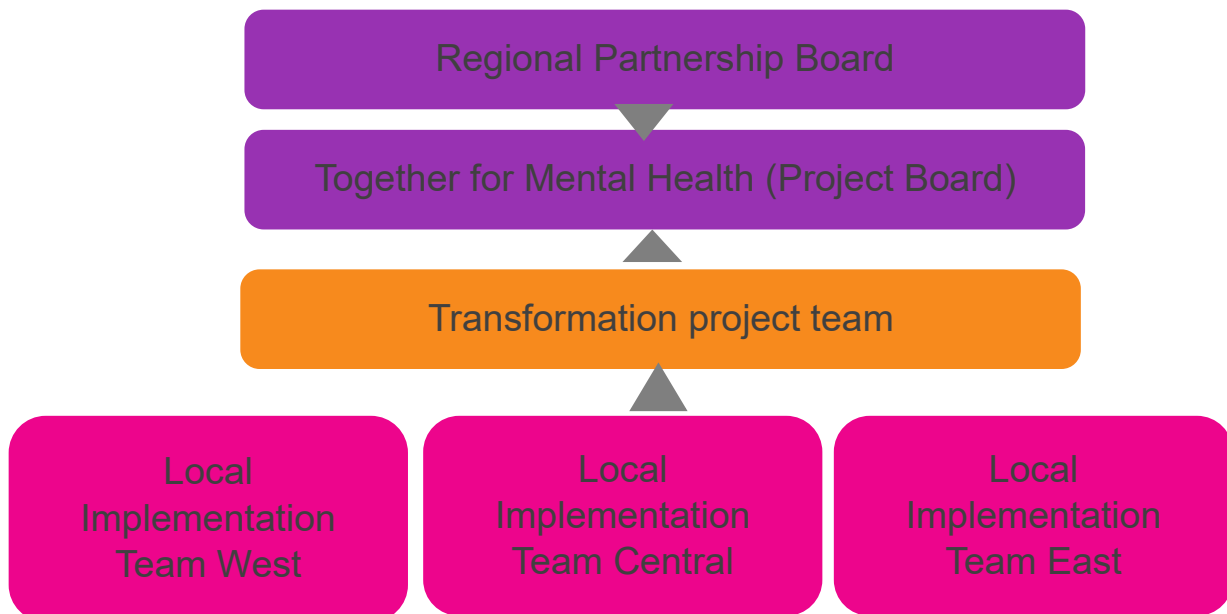 Regional Partnership Board
Together for Mental Health (Project Board)
Transformation project team
Local
Implementation
Team West
Local
Implementation
Team Central
Local
Implementation
Team East